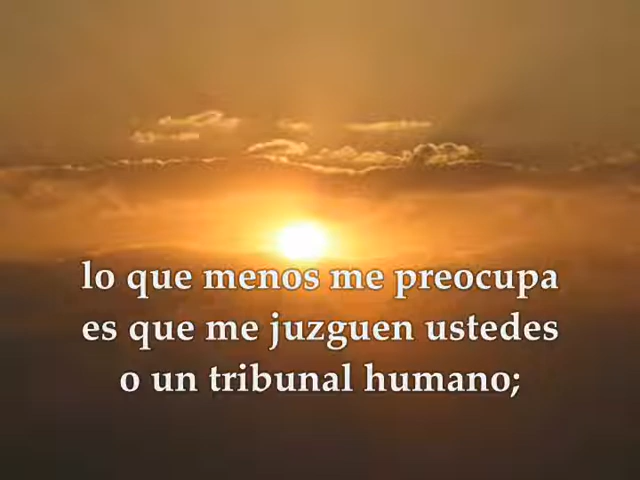 lo que menos me preocupa
es que me juzguen ustedes
o un tribunal humano;